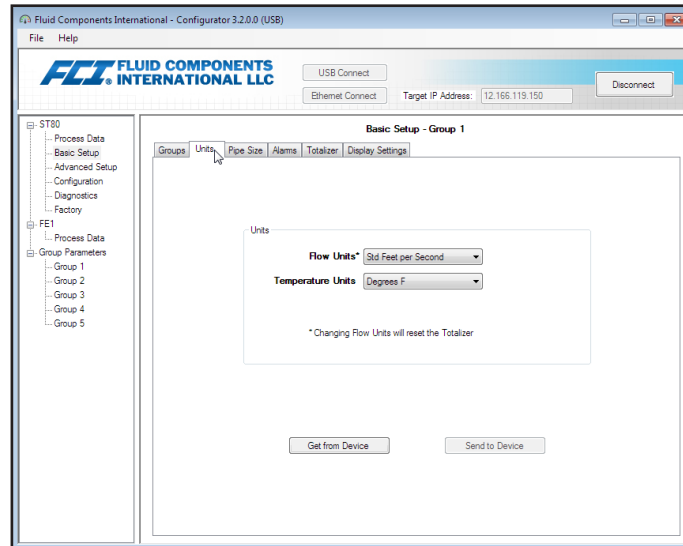 Fluid Components International - Configurator 3.2.0.0 (USB)
File Help
FCI® FLUID COMPONENTS
INTERNATIONAL LLC
USB Connect
Ethernet Connect
Target IP Address: 12.166.119.150
Disconnect
ST80
Process Data
Basic Setup
Advanced Setup
Configuration
Diagnostics
Factory
FE1
Process Data
Group Parameters
Group 1
Group 2
Group 3
Group 4
Group 5
Basic Setup - Group 1
Groups Units Pipe Size Alarms Totalizer Display Settings
Units
Flow Units* Std Feet per Second
Temperature Units Degrees F
* Changing Flow Units will reset the Totalizer
Get from Device Send to Device